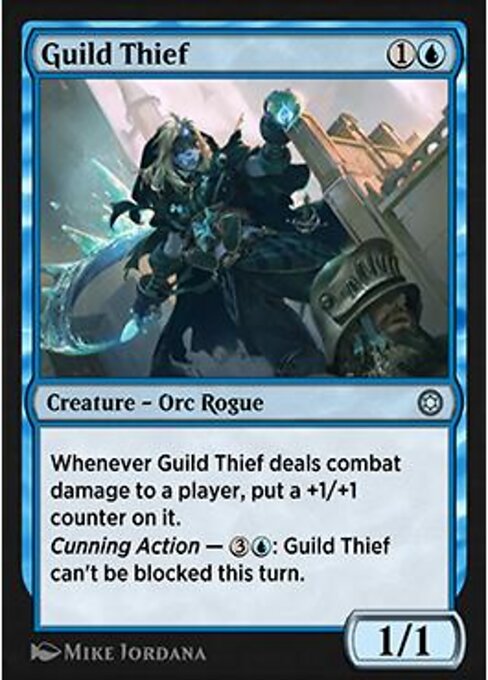 Guild Thief 1
Creature – Orc Rogue
Whenever Guild Thief deals combat
damage to a player, put a +1/+1
counter on it.
Cunning Action — 3: Guild Thief
can't be blocked this turn.
1/1
Mike Jordana